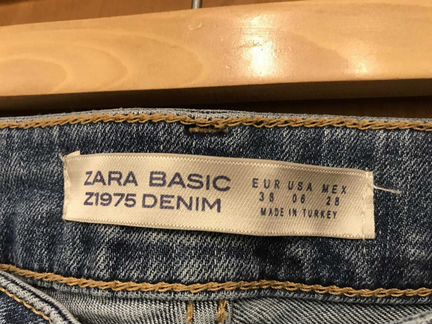 ZARA BASIC
Z1975 DENIM
EUR USA MEX
38 06 28
MADE IN TURKEY